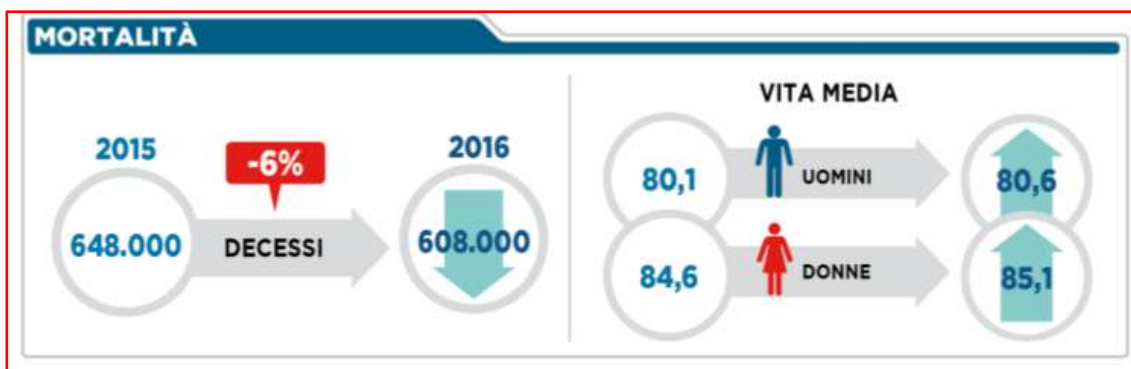 MORTALITÀ
2015
-6%
2016
648.000
DECESSI
608.000
VITA MEDIA
80,1
UOMINI
80,6
84,6
DONNE
85,1